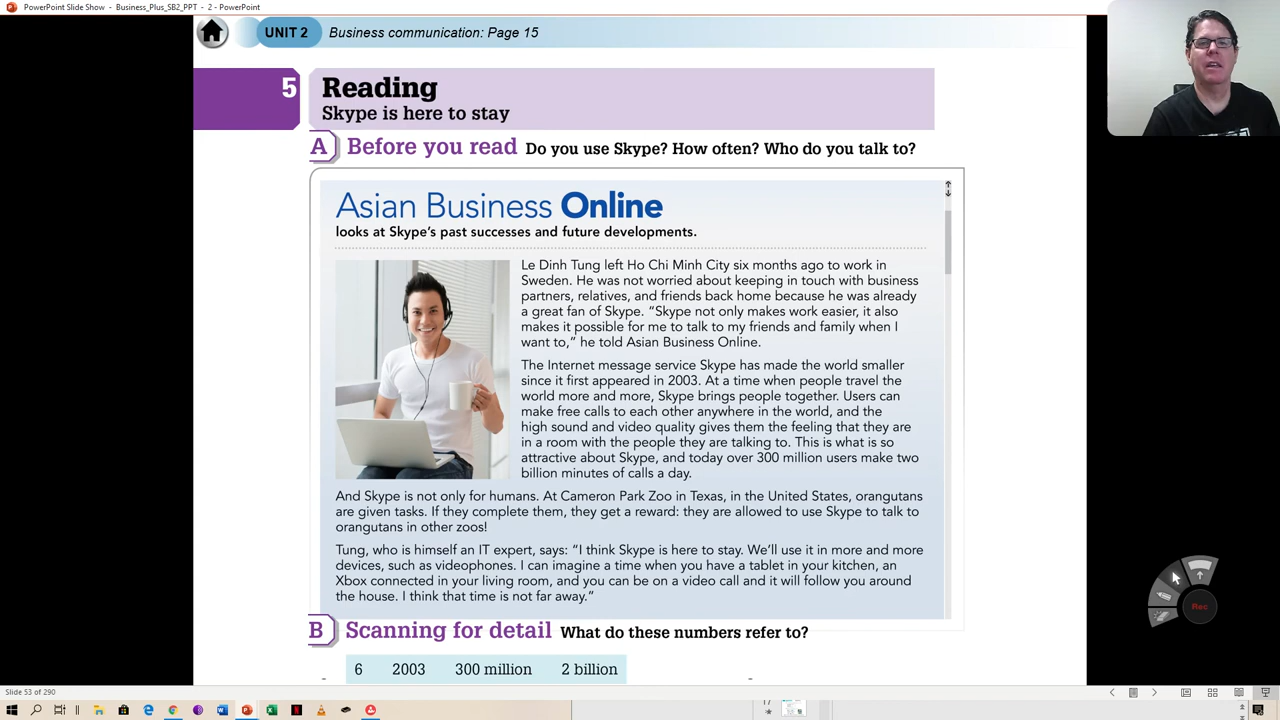 PowerPoint Slide Show - Business_Plus_SB2_PPT - 2 - PowerPoint
UNIT 2
Business communication: Page 15
5
Reading
Skype is here to stay
A
Before you read Do you use Skype? How often? Who do you talk to?
Asian Business Online
looks at Skype's past successes and future developments.
Le Dinh Tung left Ho Chi Minh City six months ago to work in
Sweden. He was not worried about keeping in touch with business
partners, relatives, and friends back home because he was already
a great fan of Skype. "Skype not only makes work easier, it also
makes it possible for me to talk to my friends and family when I
want to," he told Asian Business Online.
The Internet message service Skype has made the world smaller
since it first appeared in 2003. At a time when people travel the
world more and more, Skype brings people together. Users can
make free calls to each other anywhere in the world, and the
high sound and video quality gives them the feeling that they are
in a room with the people they are talking to. This is what is so
attractive about Skype, and today over 300 million users make two
billion minutes of calls a day.
And Skype is not only for humans. At Cameron Park Zoo in Texas, in the United States, orangutans
are given tasks. If they complete them, they get a reward: they are allowed to use Skype to talk to
orangutans in other zoos!
Tung, who is himself an IT expert, says: "I think Skype is here to stay. We'll use it in more and more
devices, such as videophones. I can imagine a time when you have a tablet in your kitchen, an
Xbox connected in your living room, and you can be on a video call and it will follow you around
the house. I think that time is not far away."
B
Scanning for detail What do these numbers refer to?
6 2003 300 million 2 billion
Rec
Slide 53 of 290